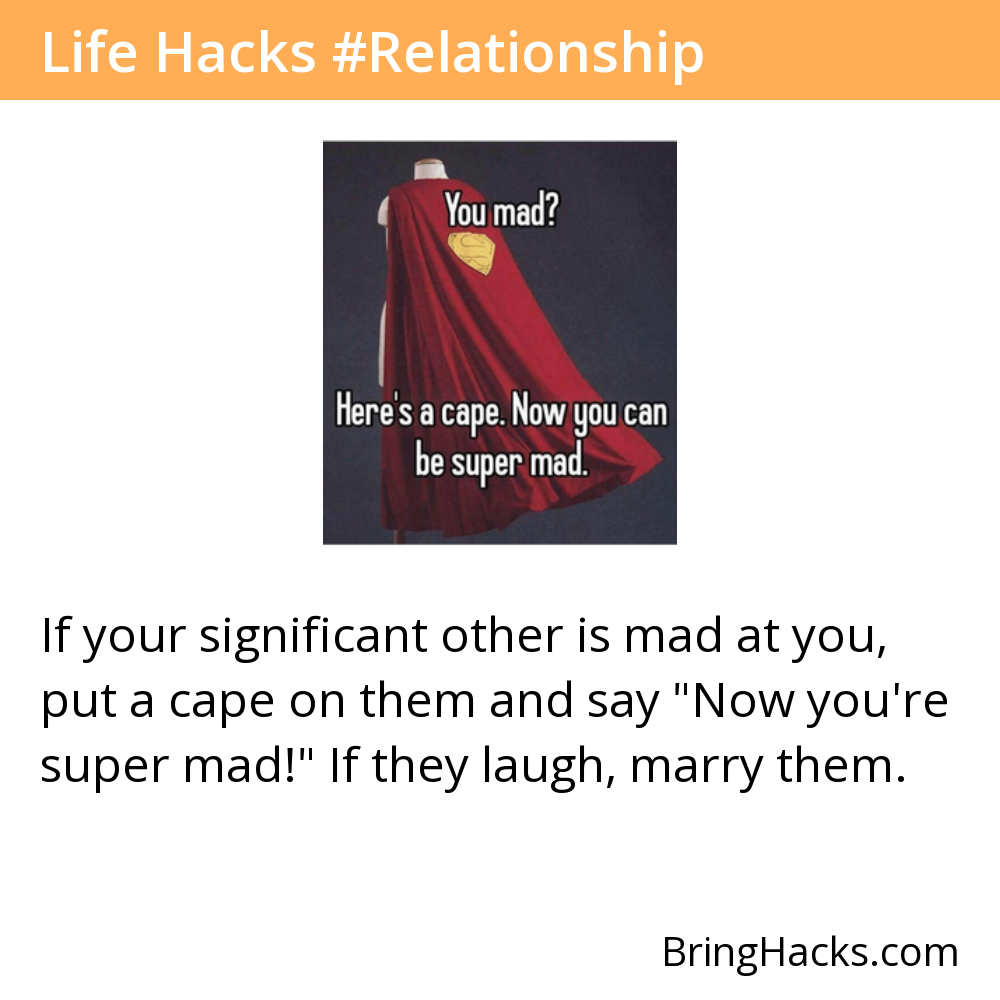 Life Hacks #Relationship
You mad?
Here's a cape. Now you can
be super mad.
If your significant other is mad at you,
put a cape on them and say "Now you're
super mad!" If they laugh, marry them.
BringHacks.com